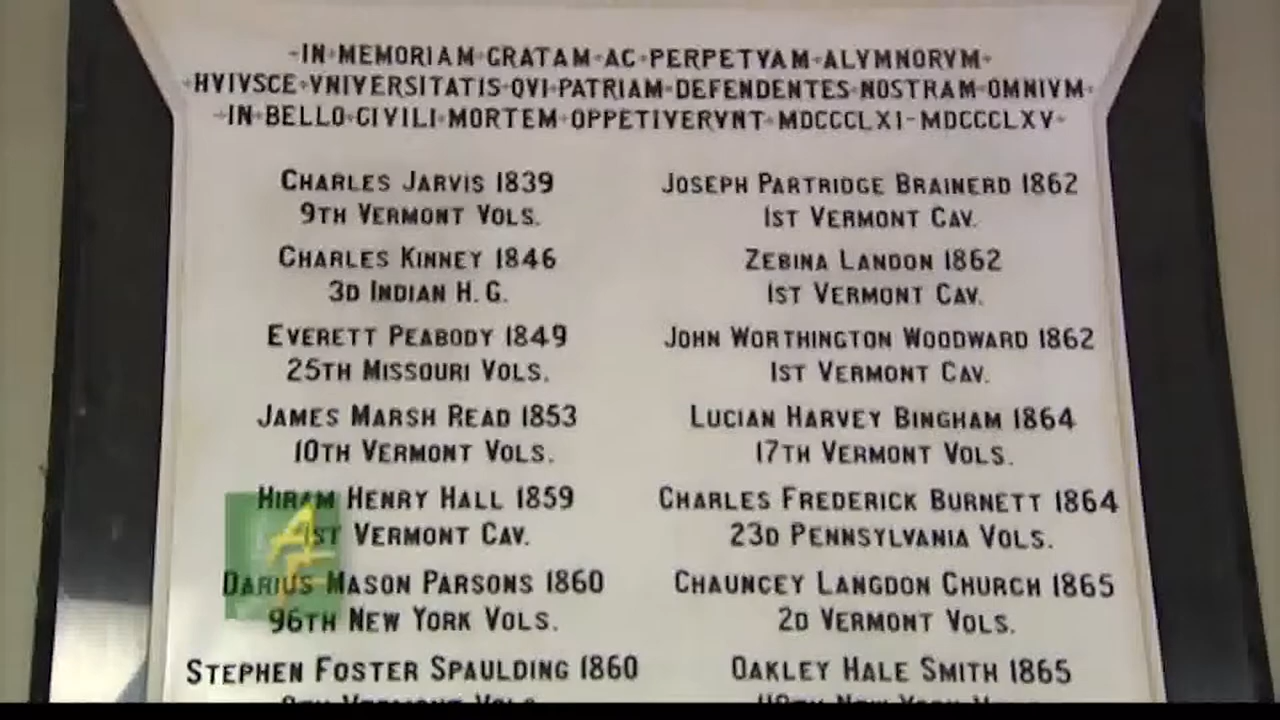 -IN·MEMORIAM·GRATAM·AC·PERPETVAM·ALVMNORVM·
·HVIVSCE·VNIVERSITATIS·QVI·PATRIAM·DEFENDENTES·NOSTRAM·OMNIVM·
·IN·BELLO·CIVILI·MORTEM·OPPETIVERVNT·MDCCCLXI-MDCCCLXV·
CHARLES JARVIS 1839
9TH VERMONT VOLS.
CHARLES KINNEY 1846
3D INDIAN H. G.
EVERETT PEABODY 1849
25TH MISSOURI VOLS.
JAMES MARSH READ 1853
10TH VERMONT VOLS.
HIRAM HENRY HALL 1859
1ST VERMONT CAV.
DARIUS MASON PARSONS 1860
96TH NEW YORK VOLS.
STEPHEN FOSTER SPAULDING 1860
JOSEPH PARTRIDGE BRAINERD 1862
1ST VERMONT CAV.
ZEBINA LANDON 1862
1ST VERMONT CAV.
JOHN WORTHINGTON WOODWARD 1862
1ST VERMONT CAV.
LUCIAN HARVEY BINGHAM 1864
17TH VERMONT VOLS.
CHARLES FREDERICK BURNETT 1864
23D PENNSYLVANIA VOLS.
CHAUNCEY LANGDON CHURCH 1865
2D VERMONT VOLS.
OAKLEY HALE SMITH 1865